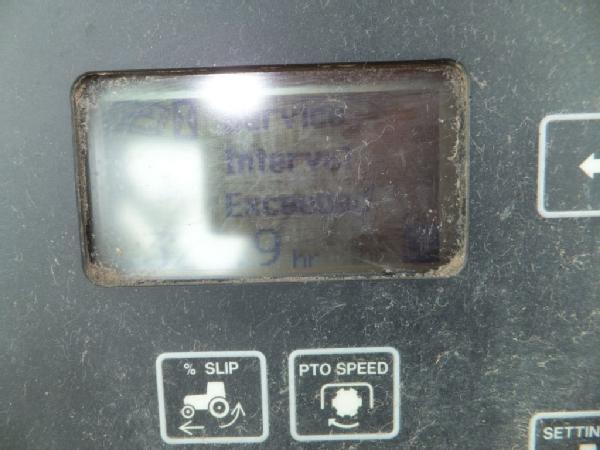 Service
Interval
Exceeded
9 hr
% SLIP
PTO SPEED
SETTIN